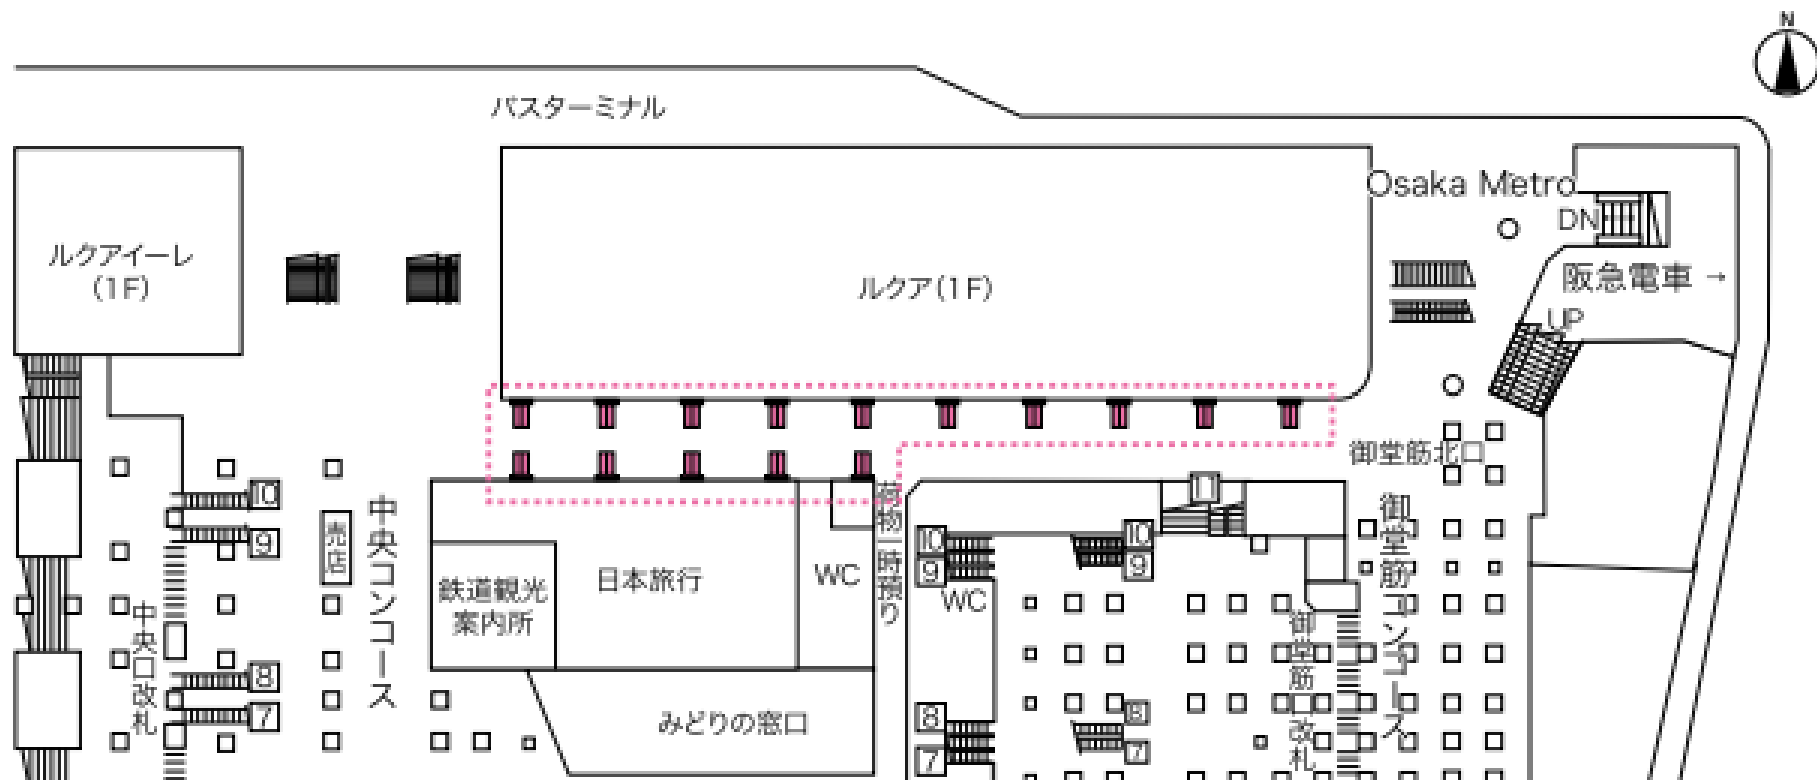 N
バスターミナル
Osaka Metro
DN
ルクアイーレ
(1F)
ルクア(1F)
阪急電車 →
UP
御堂筋北口
10
9
中央コンコース
売店
荷物一時預り
11
御堂筋コンコース
10
9
10
9
鉄道観光
案内所
日本旅行
WC
WC
中央口改札
御堂筋口改札
8
7
みどりの窓口
8
7
8
7